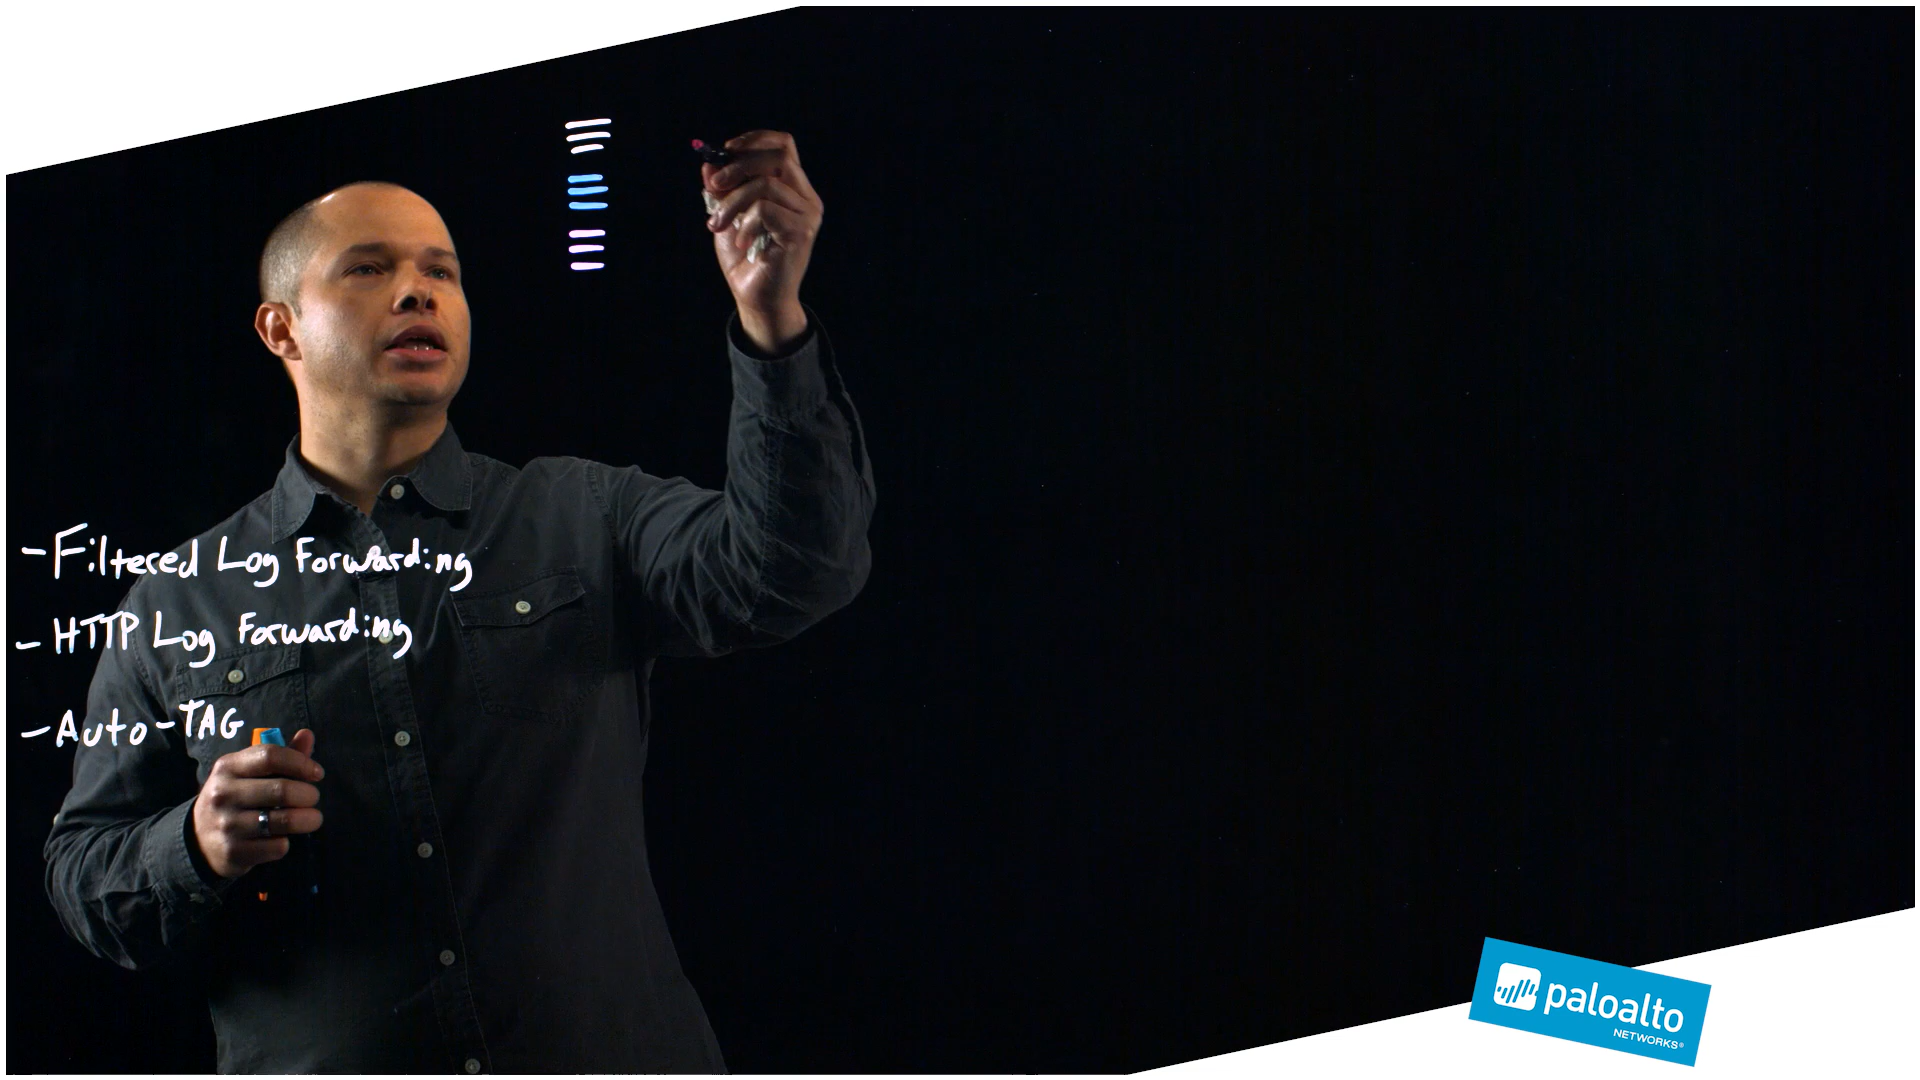 - Filtered Log Forwarding
- HTTP Log Forwarding
- Auto-TAG
paloalto
NETWORKS®